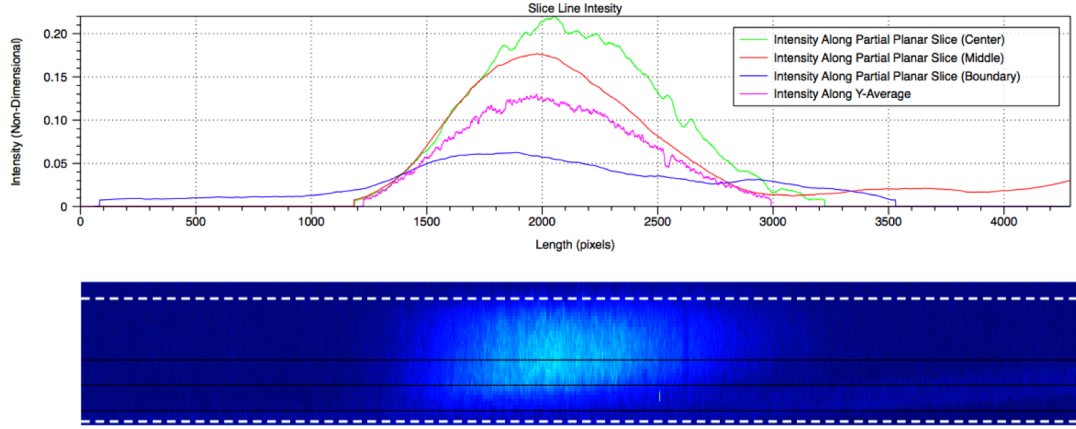 Slice Line Intesity
Intensity (Non-Dimensional)
0.20
0.15
0.10
0.05
0
Intensity Along Partial Planar Slice (Center)
Intensity Along Partial Planar Slice (Middle)
Intensity Along Partial Planar Slice (Boundary)
Intensity Along Y-Average
0 500 1000 1500 2000 2500 3000 3500 4000
Length (pixels)